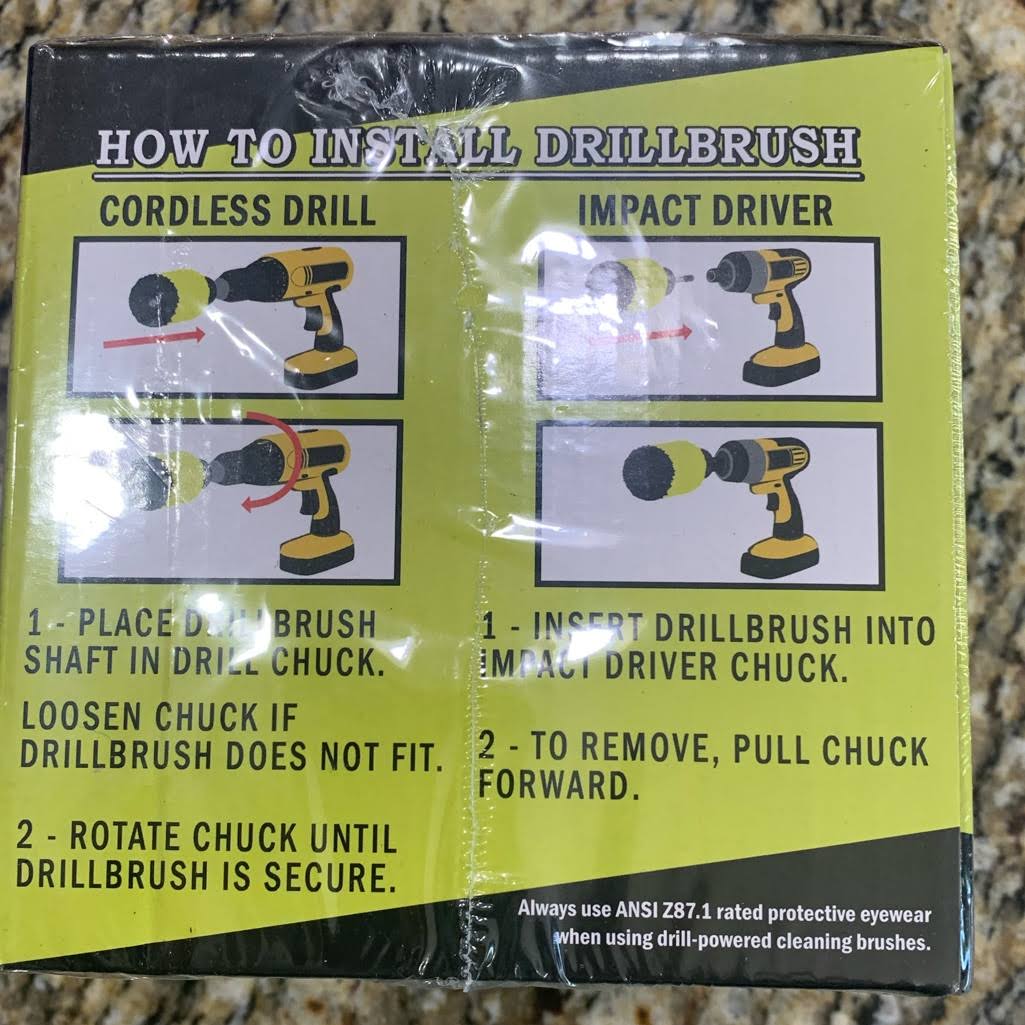 HOW TO INSTALL DRILLBRUSH
CORDLESS DRILL
1 - PLACE DRILLBRUSH
SHAFT IN DRILL CHUCK.
LOOSEN CHUCK IF
DRILLBRUSH DOES NOT FIT.
2 - ROTATE CHUCK UNTIL
DRILLBRUSH IS SECURE.
IMPACT DRIVER
1 - INSERT DRILLBRUSH INTO
IMPACT DRIVER CHUCK.
2 - TO REMOVE, PULL CHUCK
FORWARD.
Always use ANSI Z87.1 rated protective eyewear
when using drill-powered cleaning brushes.